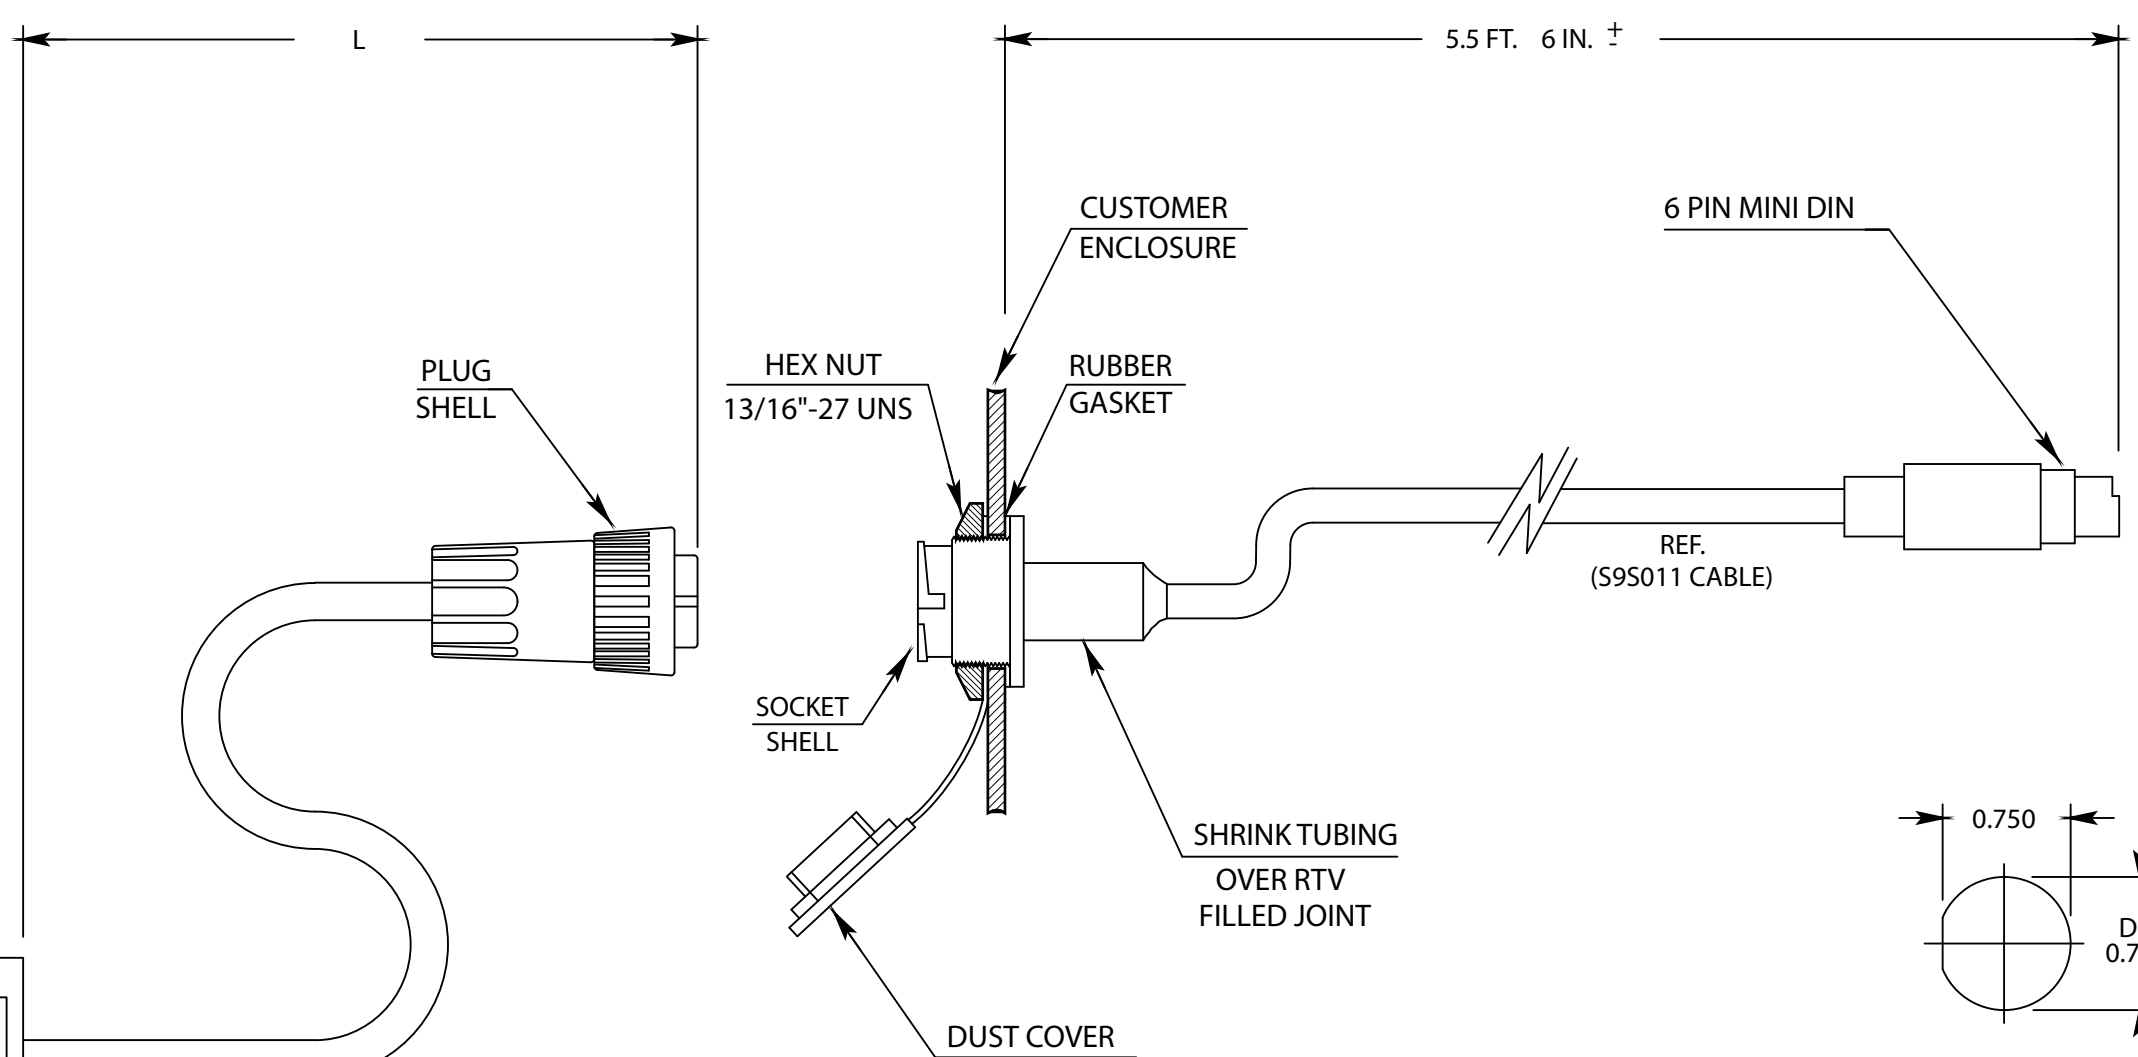 L
5.5 FT. 6 IN. ±
CUSTOMER
ENCLOSURE
6 PIN MINI DIN
PLUG
SHELL
HEX NUT
13/16"-27 UNS
RUBBER
GASKET
REF.
(S9S011 CABLE)
SOCKET
SHELL
SHRINK TUBING
OVER RTV
FILLED JOINT
0.750
DUST COVER